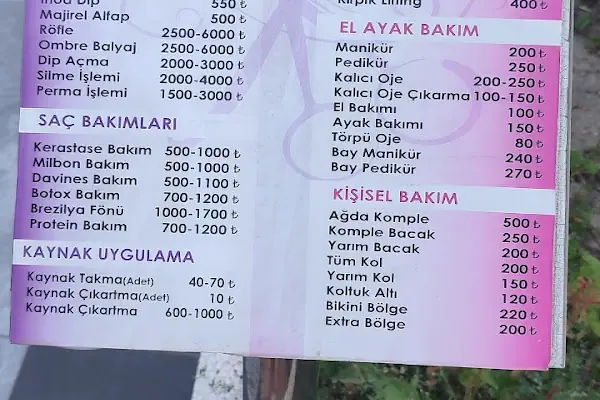 550 ₺
Majirel Alfap 500 ₺
Röfle 2500-6000 ₺
Ombre Balyaj 2500-6000 ₺
Dip Açma 2000-3000 ₺
Silme İşlemi 2000-4000 ₺
Perma İşlemi 1500-3000 ₺
SAÇ BAKIMLARI
Kerastase Bakım 500-1000 ₺
Milbon Bakım 500-1000 ₺
Davines Bakım 500-1100 ₺
Botox Bakım 700-1200 ₺
Brezilya Fönü 1000-1700 ₺
Protein Bakım 700-1200 ₺
KAYNAK UYGULAMA
Kaynak Takma(Adet) 40-70 ₺
Kaynak Çıkartma(Adet) 10 ₺
Kaynak Çıkartma 600-1000 ₺
400 ₺
EL AYAK BAKIM
Manikür 200 ₺
Pedikür 250 ₺
Kalıcı Oje 200-250 ₺
Kalıcı Oje Çıkarma 100-150 ₺
El Bakımı 100 ₺
Ayak Bakımı 150 ₺
Törpü Oje 80 ₺
Bay Manikür 240 ₺
Bay Pedikür 270 ₺
KİŞİSEL BAKIM
Ağda Komple 500 ₺
Komple Bacak 250 ₺
Yarım Bacak 200 ₺
Tüm Kol 200 ₺
Yarım Kol 150 ₺
Koltuk Altı 120 ₺
Bikini Bölge 220 ₺
Extra Bölge 200 ₺